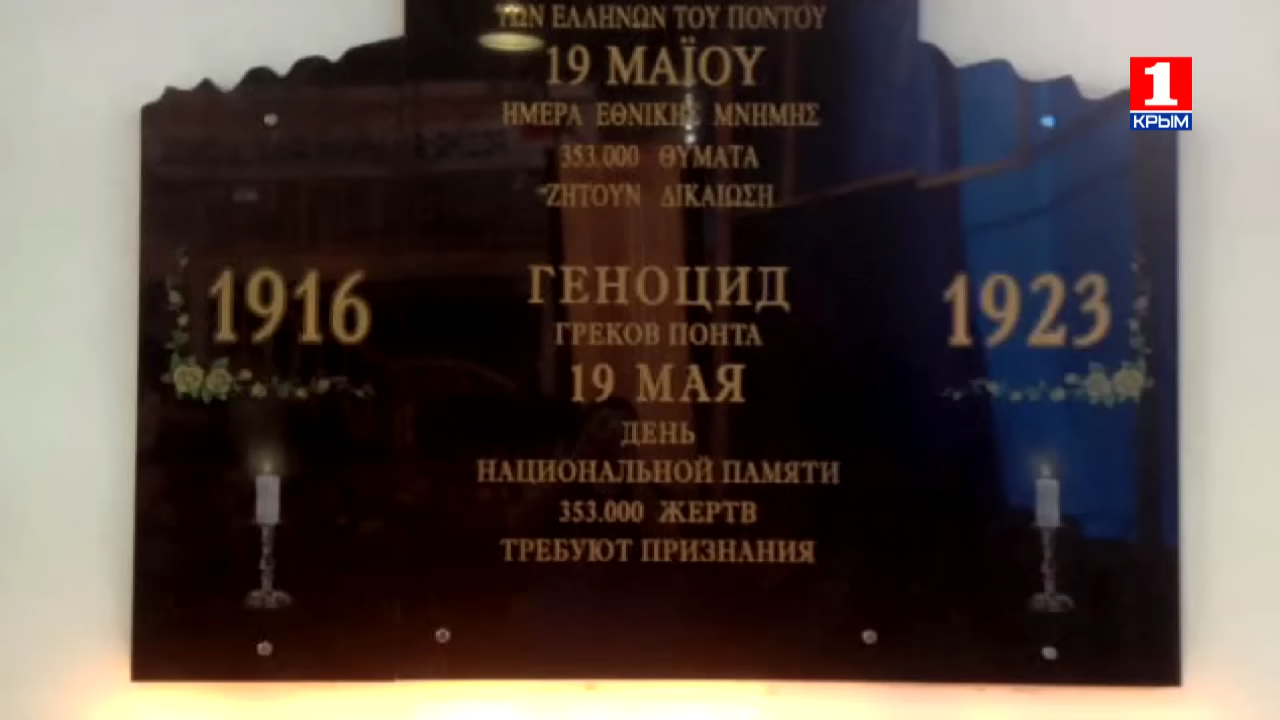 ΤΩΝ ΕΛΛΗΝΩΝ ΤΟΥ ΠΟΝΤΟΥ
19 ΜΑΪΟΥ
ΗΜΕΡΑ ΕΘΝΙΚΗΣ ΜΝΗΜΗΣ
353.000 ΘΥΜΑΤΑ
ΖΗΤΟΥΝ ΔΙΚΑΙΩΣΗ
1916
ГЕНОЦИД
ГРЕКОВ ПОНТА
19 МАЯ
ДЕНЬ
НАЦИОНАЛЬНОЙ ПАМЯТИ
353.000 ЖЕРТВ
ТРЕБУЮТ ПРИЗНАНИЯ
1923
1
КРЫМ